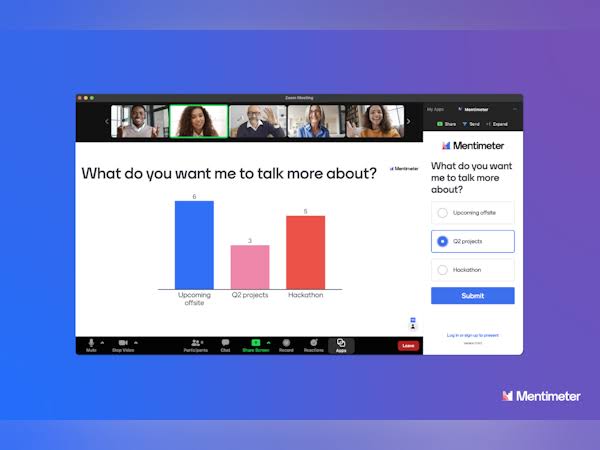 Zoom Meeting
My Apps
Mentimeter
Share
Send
Expand
What do you want me to talk more about?
Mentimeter
6
3
5
Upcoming
offsite
Q2 projects
Hackathon
Mute
Stop Video
Participants
Chat
Share Screen
Record
Reactions
Apps
Leave
Mentimeter
What do you want
me to talk more
about?
Upcoming offsite
Q2 projects
Hackathon
Submit
Log in or sign up to present
Mentimeter